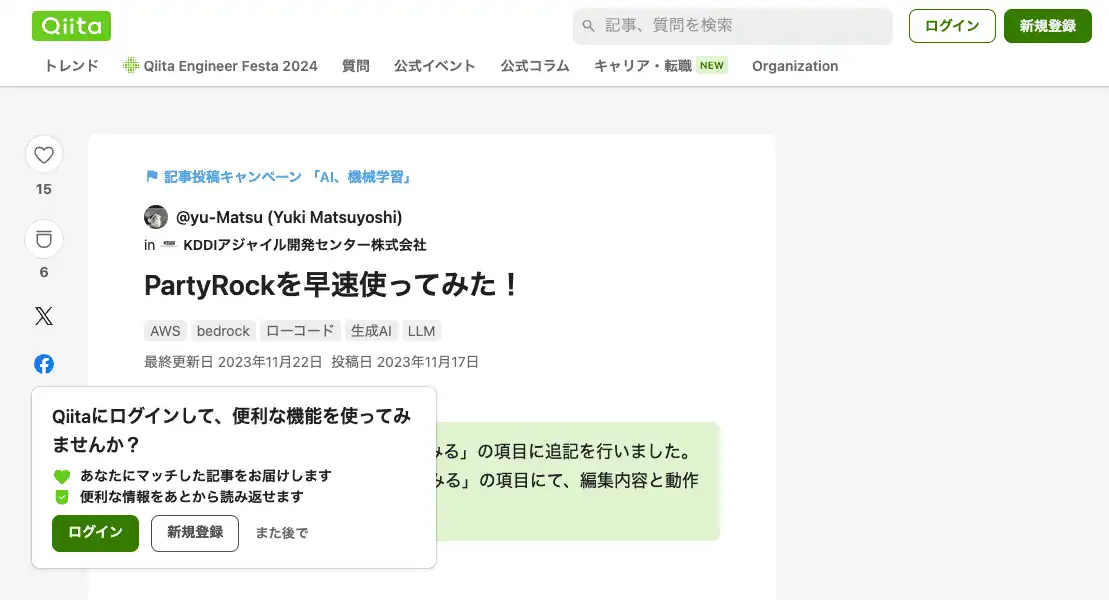 Qiita
記事、質問を検索
ログイン
新規登録
トレンド
Qiita Engineer Festa 2024
質問
公式イベント
公式コラム
キャリア・転職 NEW
Organization
15
6
記事投稿キャンペーン 「AI、機械学習」
@yu-Matsu (Yuki Matsuyoshi)
in KDDIアジャイル開発センター株式会社
PartyRockを早速使ってみた！
AWS bedrock ローコード 生成AI LLM
最終更新日 2023年11月22日 投稿日 2023年11月17日
みる」の項目に追記を行いました。
みる」の項目にて、編集内容と動作
Qiitaにログインして、便利な機能を使ってみ
ませんか？
あなたにマッチした記事をお届けします
便利な情報をあとから読み返せます
ログイン
新規登録
また後で